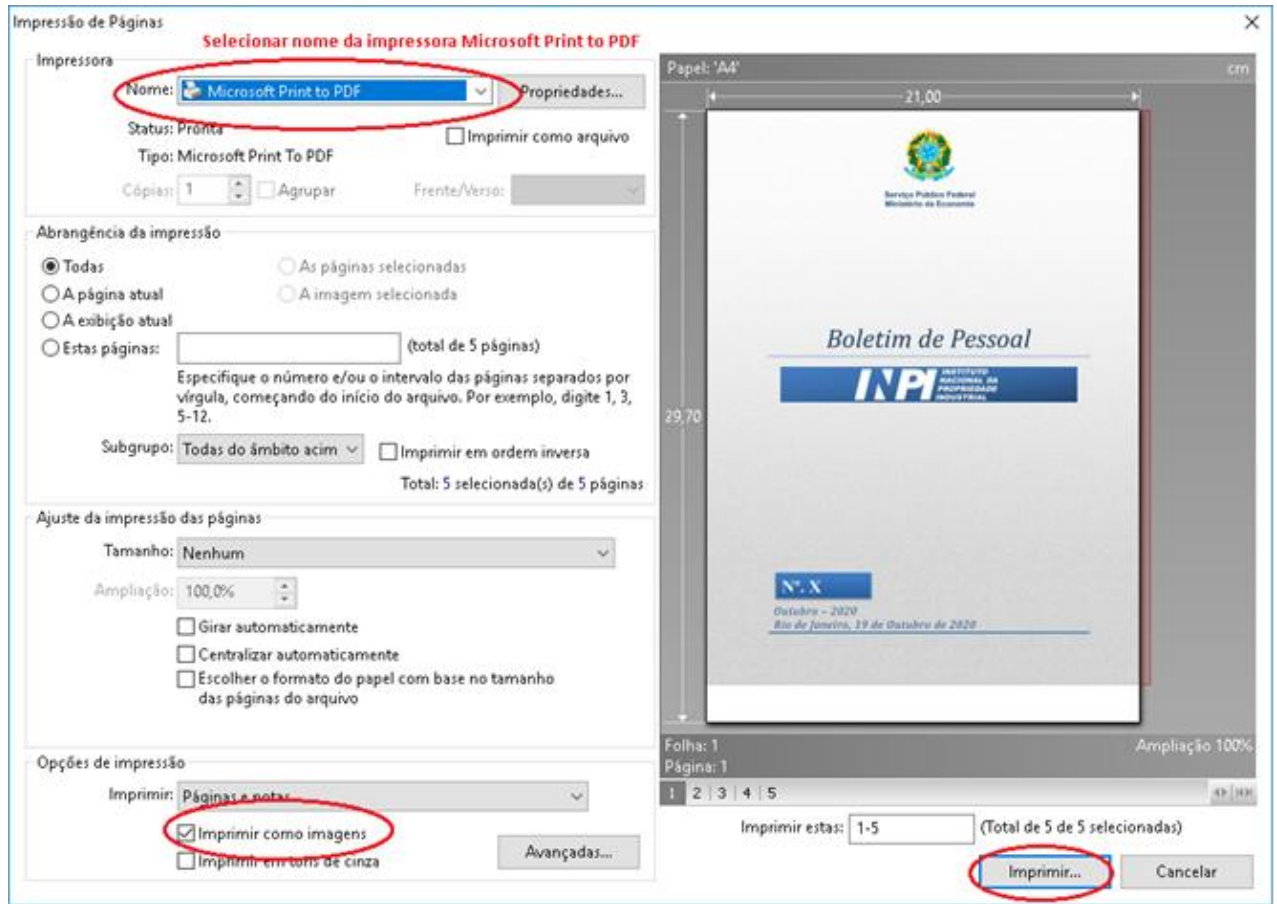 Impressão de Páginas
Selecionar nome da impressora Microsoft Print to PDF
Impressora
Nome: Microsoft Print to PDF
Propriedades...
Status: Pronta
Imprimir como arquivo
Tipo: Microsoft Print To PDF
Cópias: 1
Agrupar
Frente/Verso:
Abrangência da impressão
Todas
As páginas selecionadas
A página atual
A imagem selecionada
A exibição atual
Estas páginas:
(total de 5 páginas)
Especifique o número e/ou o intervalo das páginas separados por
vírgula, começando do início do arquivo. Por exemplo, digite 1, 3,
5-12.
Subgrupo: Todas do âmbito acim
Imprimir em ordem inversa
Total: 5 selecionada(s) de 5 páginas
Ajuste da impressão das páginas
Tamanho: Nenhum
Ampliação: 100,0%
Girar automaticamente
Centralizar automaticamente
Escolher o formato do papel com base no tamanho
das páginas do arquivo
Opções de impressão
Imprimir: Páginas e notas
Imprimir como imagens
Imprimir em tons de cinza
Avançadas...
Papel: 'A4'
cm
21,00
29,70
Serviço Público Federal
Ministério da Economia
Boletim de Pessoal
INPI
INSTITUTO
NACIONAL DA
PROPRIEDADE
INDUSTRIAL
Nº. X
Outubro – 2020
Rio de Janeiro, 19 de Outubro de 2020
Folha: 1
Ampliação 100%
Página: 1
1 2 3 4 5
Imprimir estas: 1-5
(Total de 5 de 5 selecionadas)
Imprimir...
Cancelar